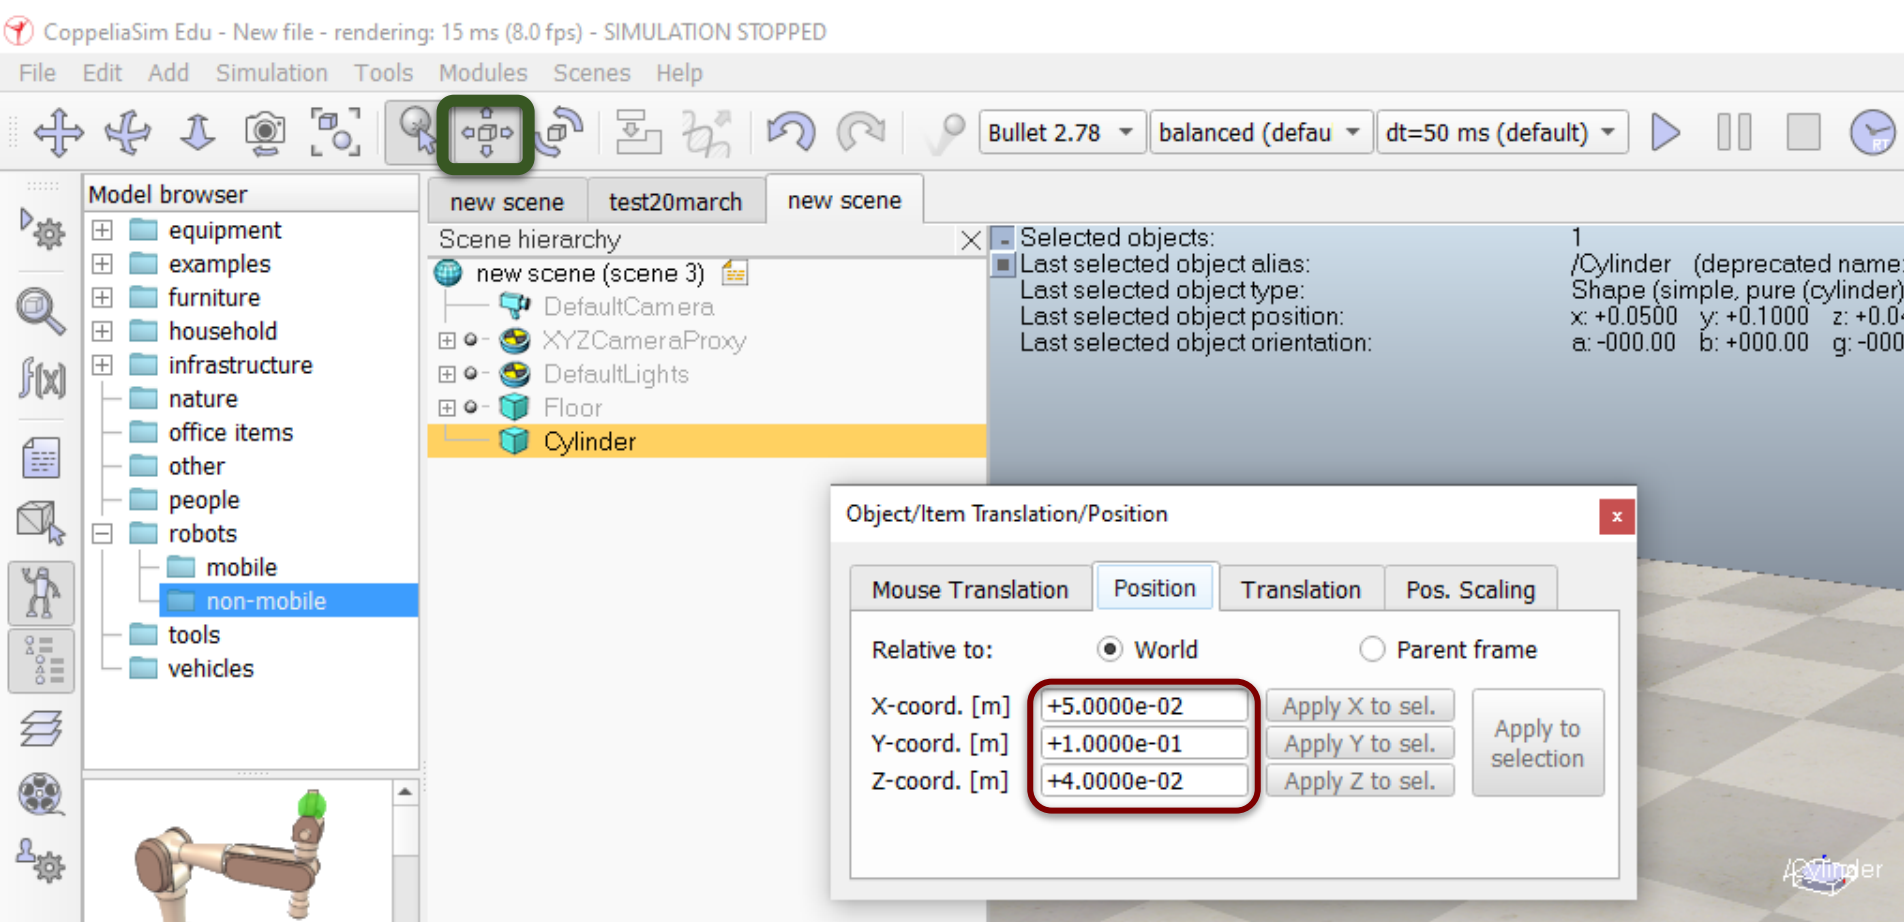 CoppeliaSim Edu - New file - rendering: 15 ms (8.0 fps) - SIMULATION STOPPED
File Edit Add Simulation Tools Modules Scenes Help
Bullet 2.78 balanced (defau dt=50 ms (default) RT
Model browser
equipment
examples
furniture
household
infrastructure
nature
office items
other
people
robots
mobile
non-mobile
tools
vehicles
new scene test20march new scene
Scene hierarchy
new scene (scene 3)
DefaultCamera
XYZCameraProxy
DefaultLights
Floor
Cylinder
Selected objects: 1
Last selected object alias: /Cylinder (deprecated name:
Last selected object type: Shape (simple, pure (cylinder)
Last selected object position: x: +0.0500 y: +0.1000 z: +0.04
Last selected object orientation: a: -000.00 b: +000.00 g: -000
Object/Item Translation/Position
x
Mouse Translation Position Translation Pos. Scaling
Relative to: World Parent frame
X-coord. [m] +5.0000e-02 Apply X to sel.
Y-coord. [m] +1.0000e-01 Apply Y to sel.
Z-coord. [m] +4.0000e-02 Apply Z to sel.
Apply to
selection
/Cylinder
f(x)